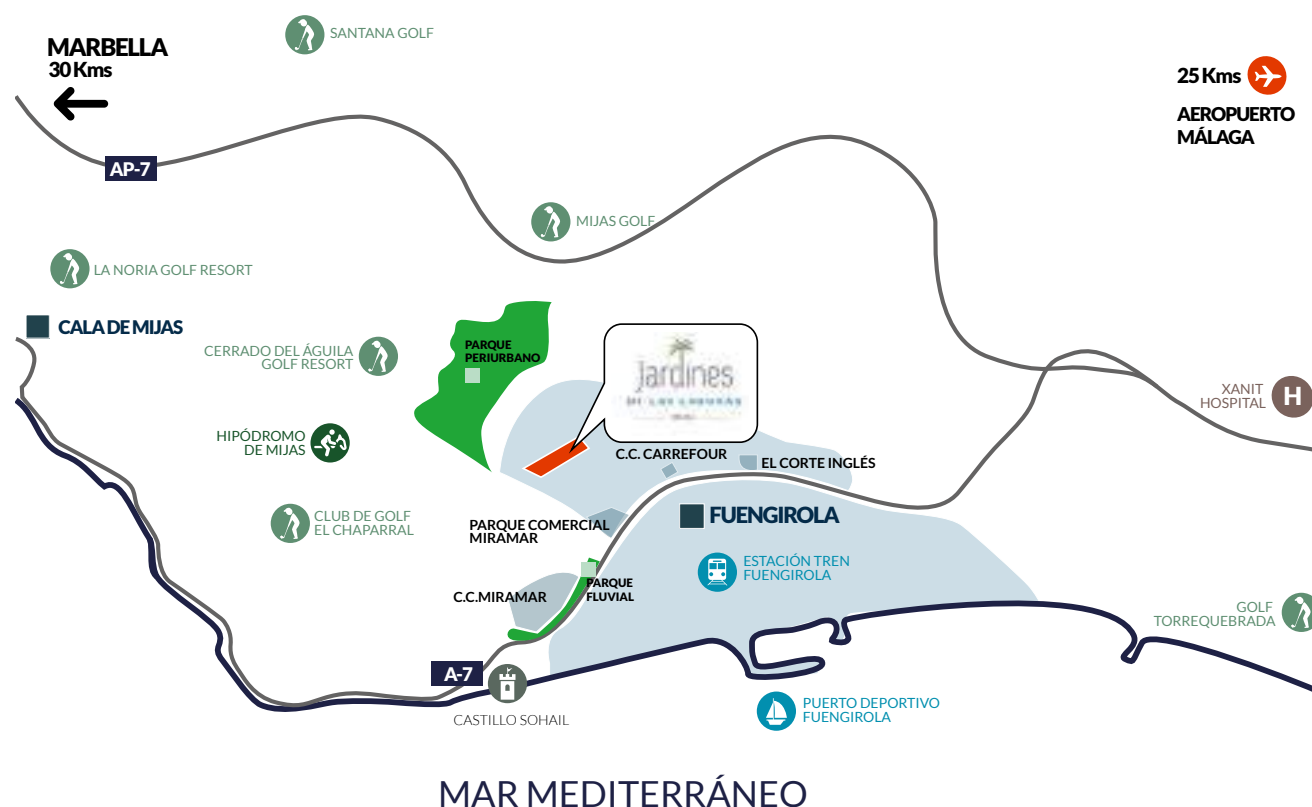 SANTANA GOLF
MARBELLA
30 Kms
25 Kms
AEROPUERTO
MÁLAGA
AP-7
MIJAS GOLF
LA NORIA GOLF RESORT
CALA DE MIJAS
CERRADO DEL ÁGUILA
GOLF RESORT
PARQUE
PERIURBANO
Jardines
DE LAS LAGUNAS
XANIT
HOSPITAL
H
HIPÓDROMO
DE MIJAS
C.C. CARREFOUR
EL CORTE INGLÉS
CLUB DE GOLF
EL CHAPARRAL
PARQUE COMERCIAL
MIRAMAR
FUENGIROLA
ESTACIÓN TREN
FUENGIROLA
C.C.MIRAMAR
PARQUE
FLUVIAL
GOLF
TORREQUEBRADA
A-7
CASTILLO SOHAIL
PUERTO DEPORTIVO
FUENGIROLA
MAR MEDITERRÁNEO